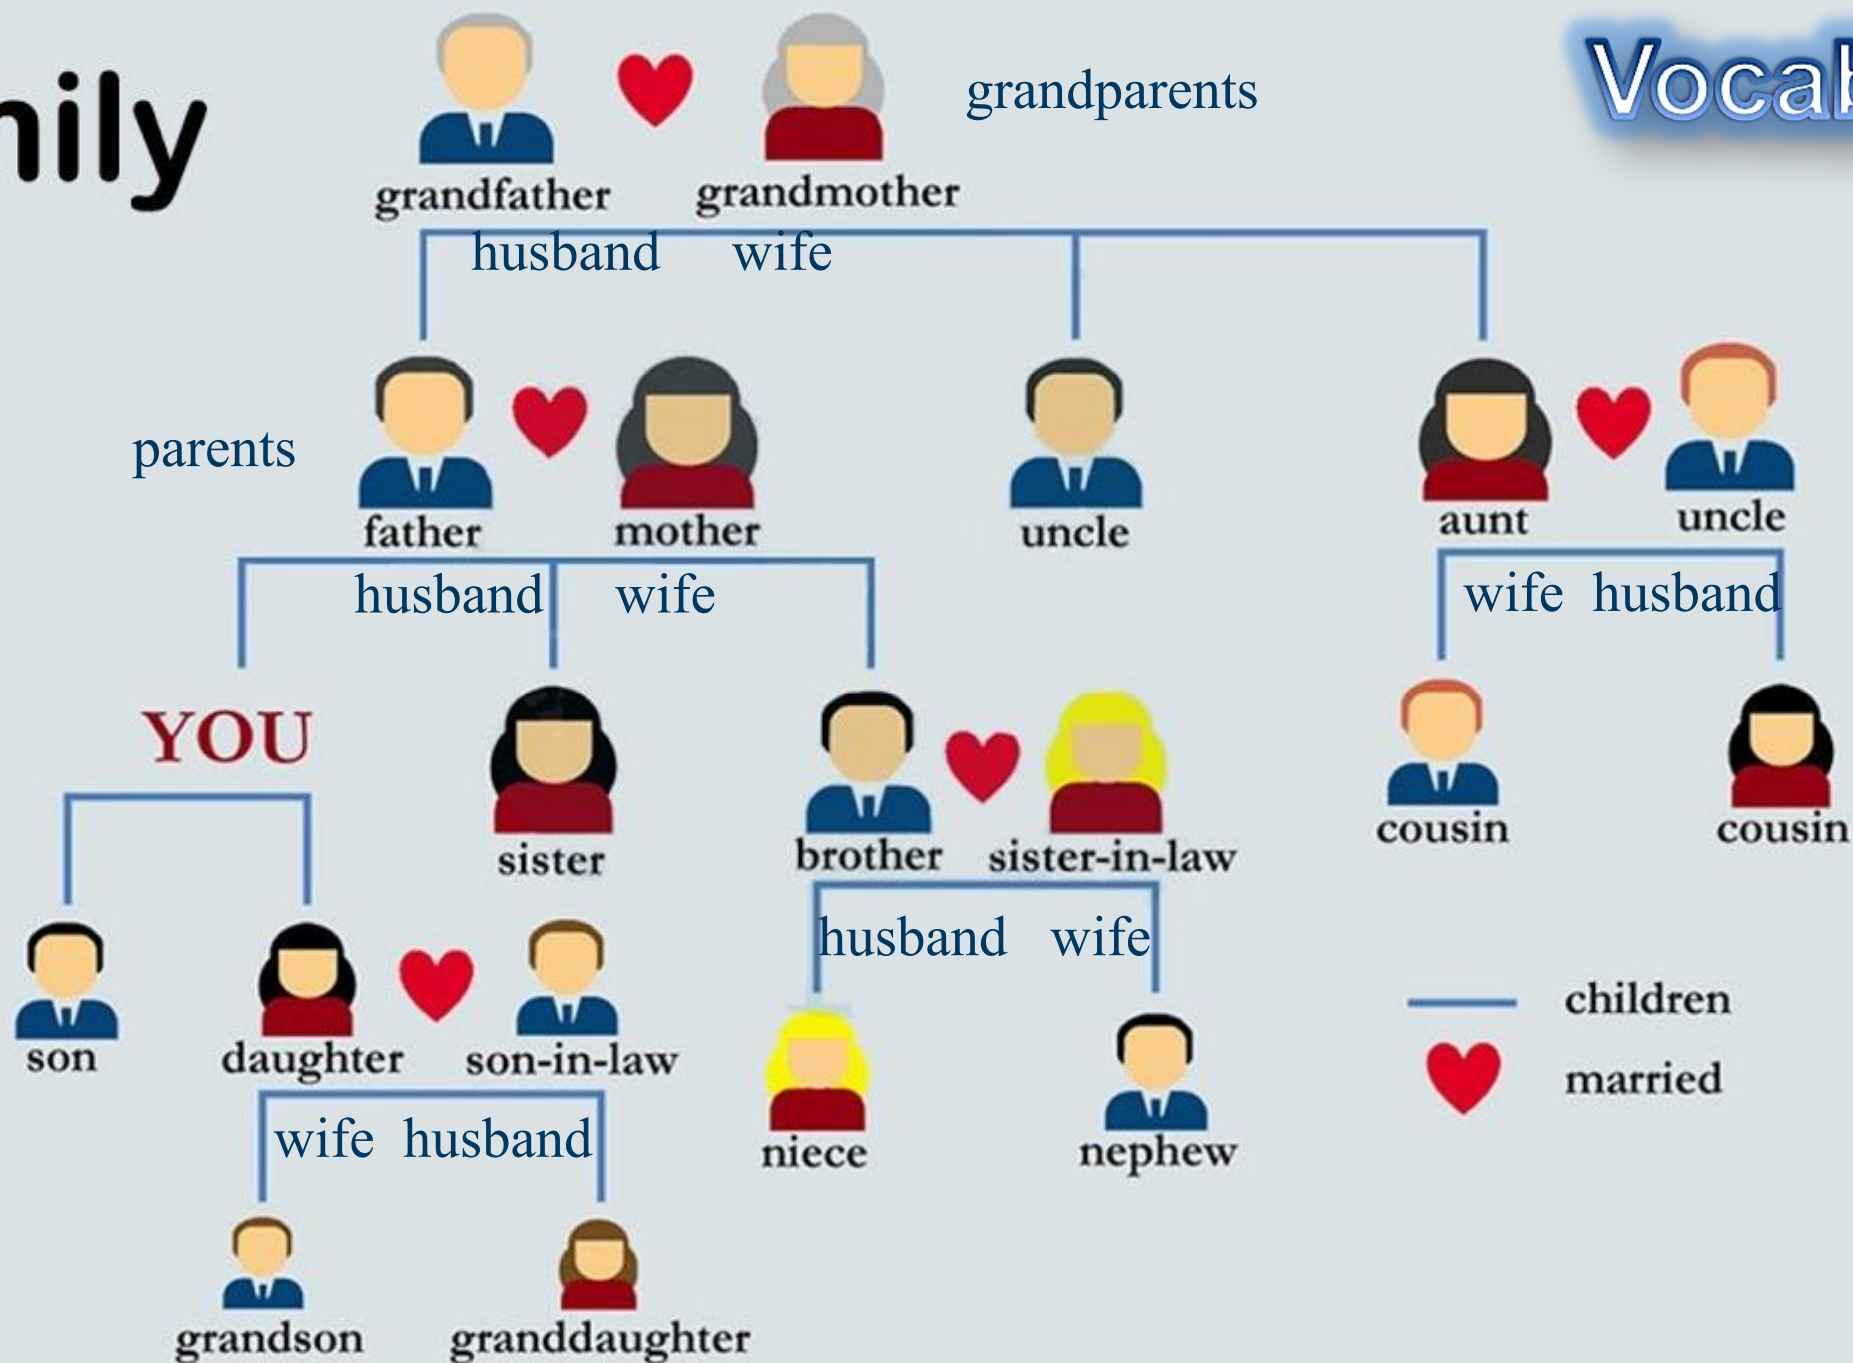 mily
Vocab
grandparents
grandfather grandmother
husband wife
parents
father mother uncle aunt uncle
husband wife wife husband
YOU
sister brother sister-in-law cousin cousin
husband wife
son daughter son-in-law
children
married
wife husband
niece nephew
grandson granddaughter